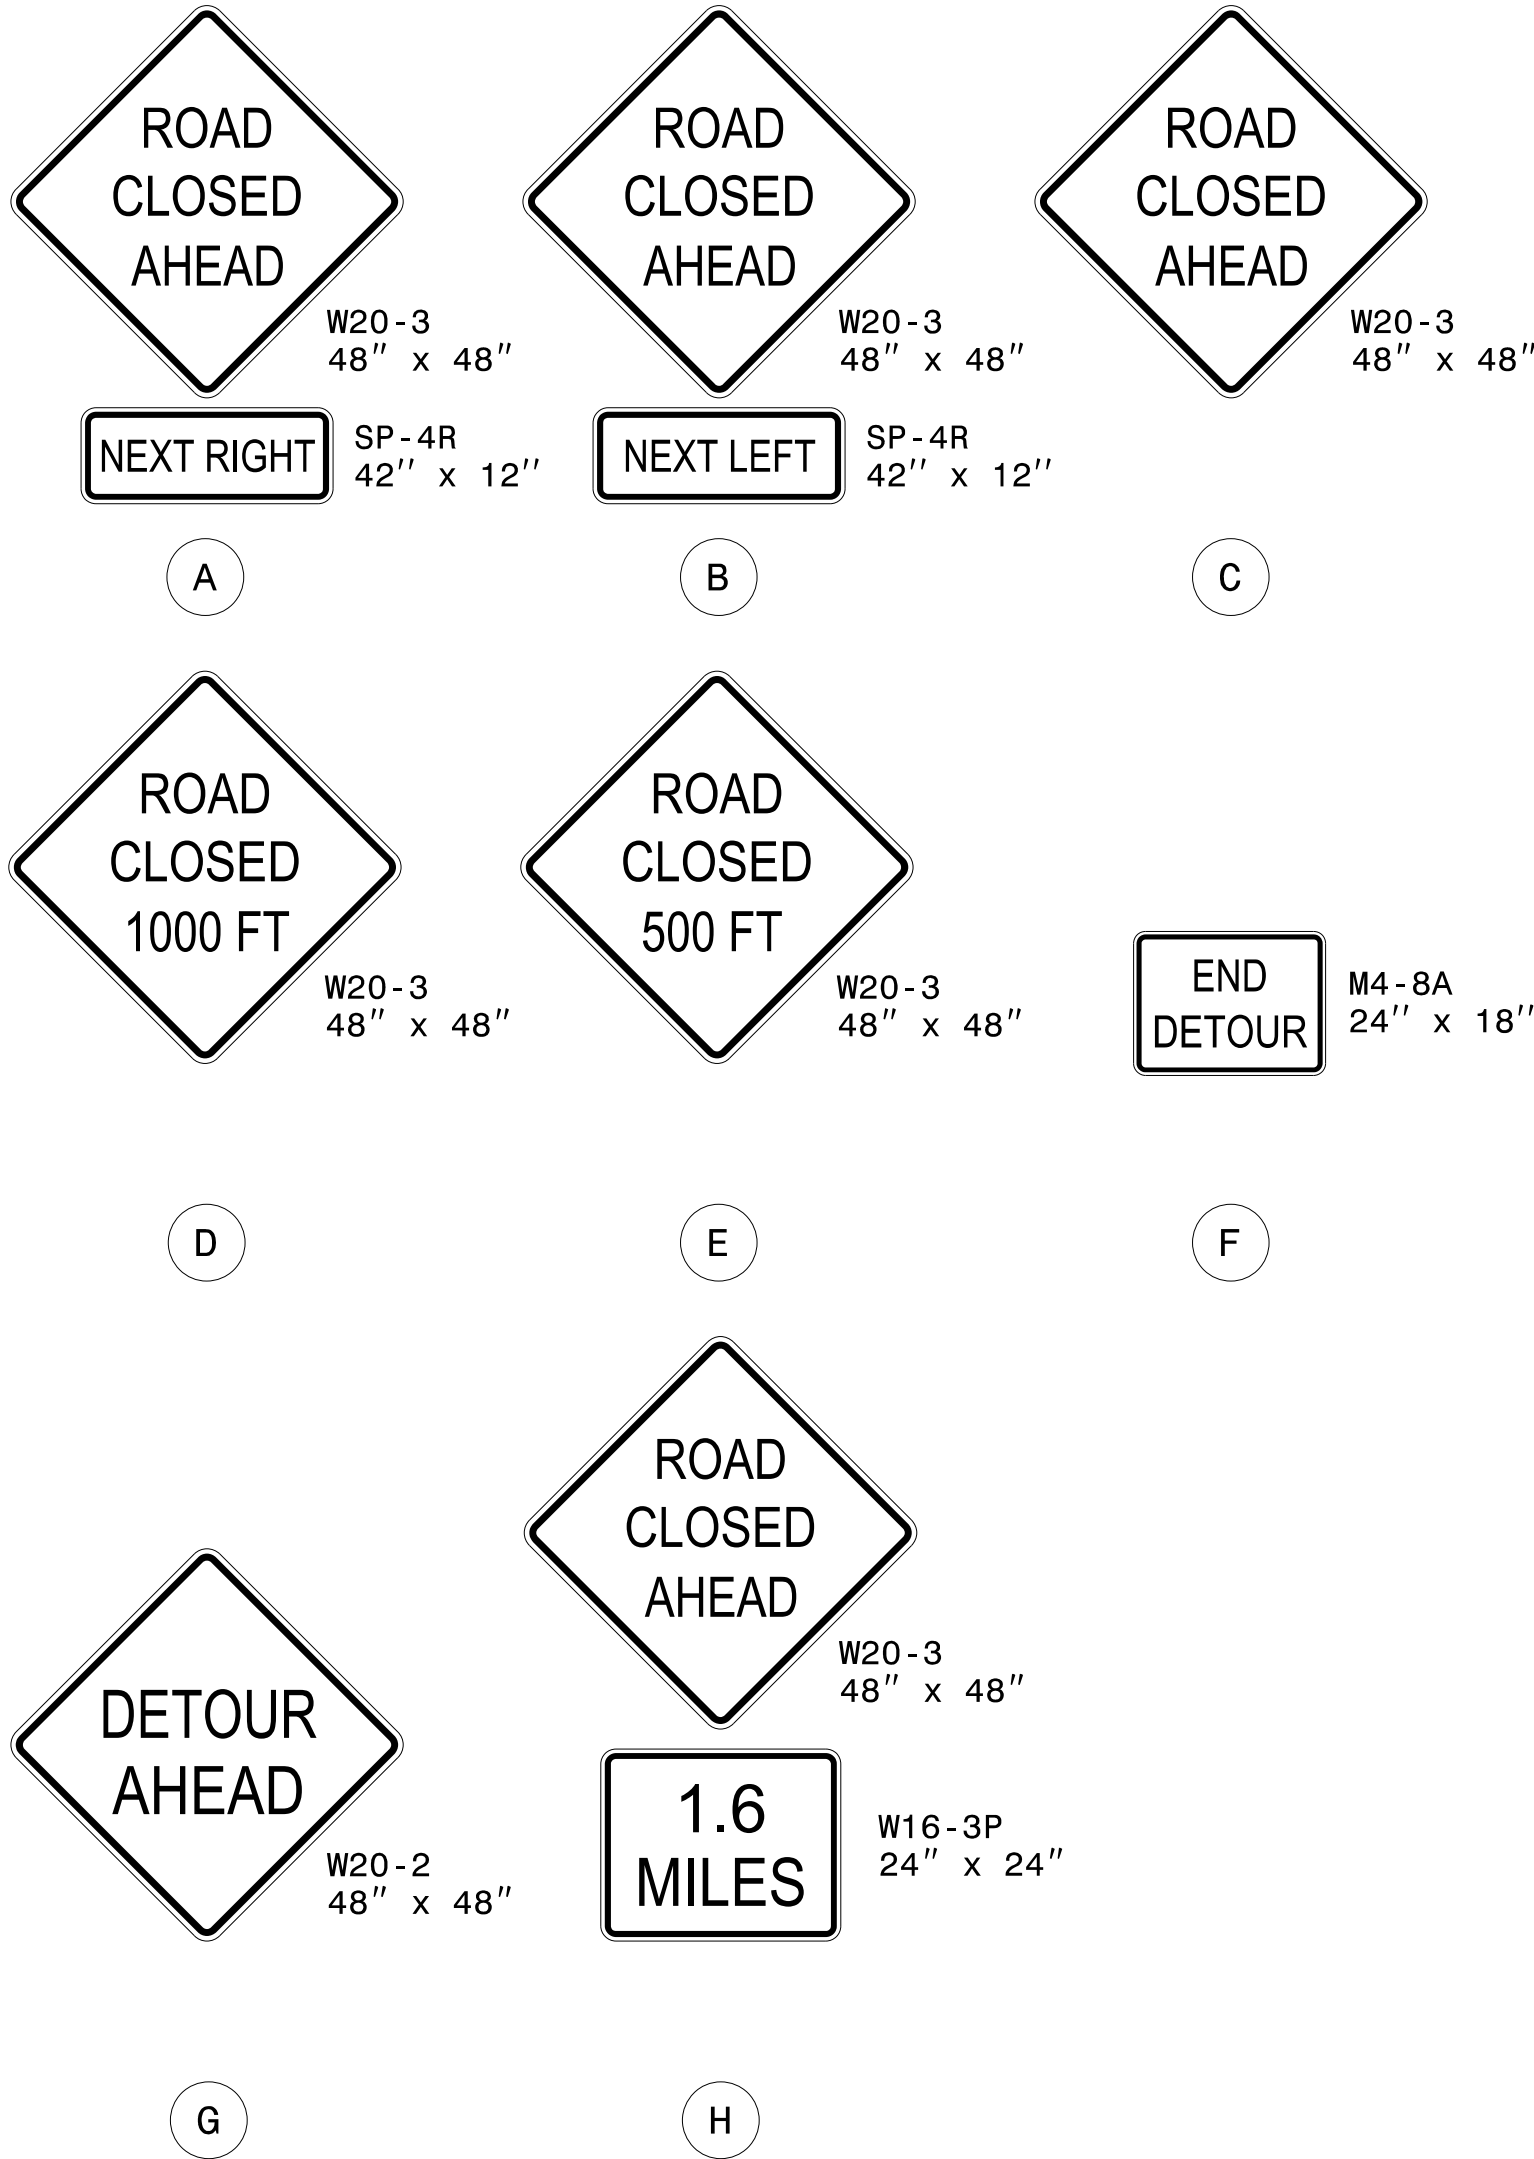 ROAD
CLOSED
AHEAD
W20-3
48" x 48"
NEXT RIGHT
SP-4R
42'' x 12''
A
ROAD
CLOSED
AHEAD
W20-3
48" x 48"
NEXT LEFT
SP-4R
42'' x 12''
B
ROAD
CLOSED
AHEAD
W20-3
48" x 48"
C
ROAD
CLOSED
1000 FT
W20-3
48" x 48"
D
ROAD
CLOSED
500 FT
W20-3
48" x 48"
E
END
DETOUR
M4-8A
24'' x 18''
F
DETOUR
AHEAD
W20-2
48" x 48"
G
ROAD
CLOSED
AHEAD
W20-3
48" x 48"
1.6
MILES
W16-3P
24" x 24"
H